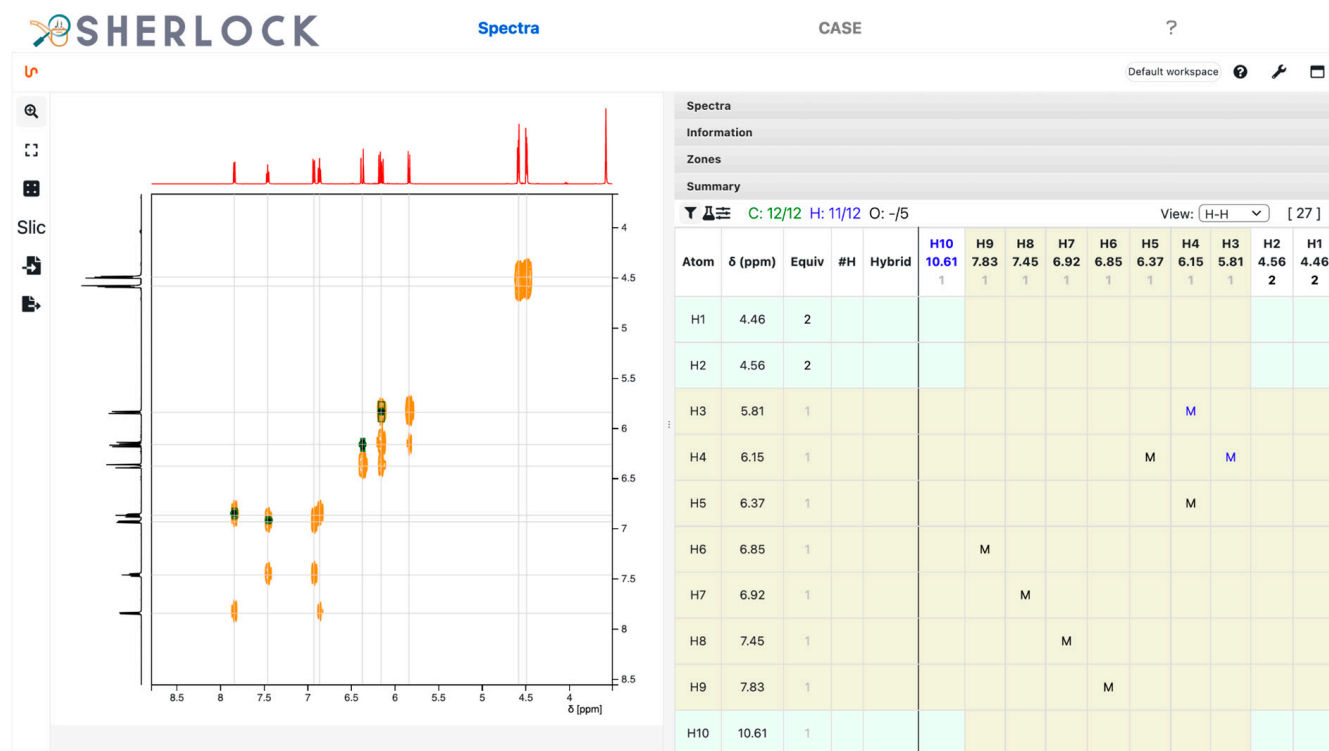 SHERLOCK Spectra CASE ?
Default workspace
Spectra
Information
Zones
Summary
Slic
C: 12/12 H: 11/12 O: -/5 View: H-H [ 27 ]
Atom δ (ppm) Equiv #H Hybrid H10 H9 H8 H7 H6 H5 H4 H3 H2 H1
10.61 7.83 7.45 6.92 6.85 6.37 6.15 5.81 4.56 4.46
1 1 1 1 1 1 1 1 2 2
H1 4.46 2
H2 4.56 2
H3 5.81 1 M
H4 6.15 1 M M
H5 6.37 1 M
H6 6.85 1 M
H7 6.92 1 M
H8 7.45 1 M
H9 7.83 1 M
H10 10.61 1
4
4.5
5
5.5
6
6.5
7
7.5
8
8.5
8.5 8 7.5 7 6.5 6 5.5 5 4.5 4
δ [ppm]